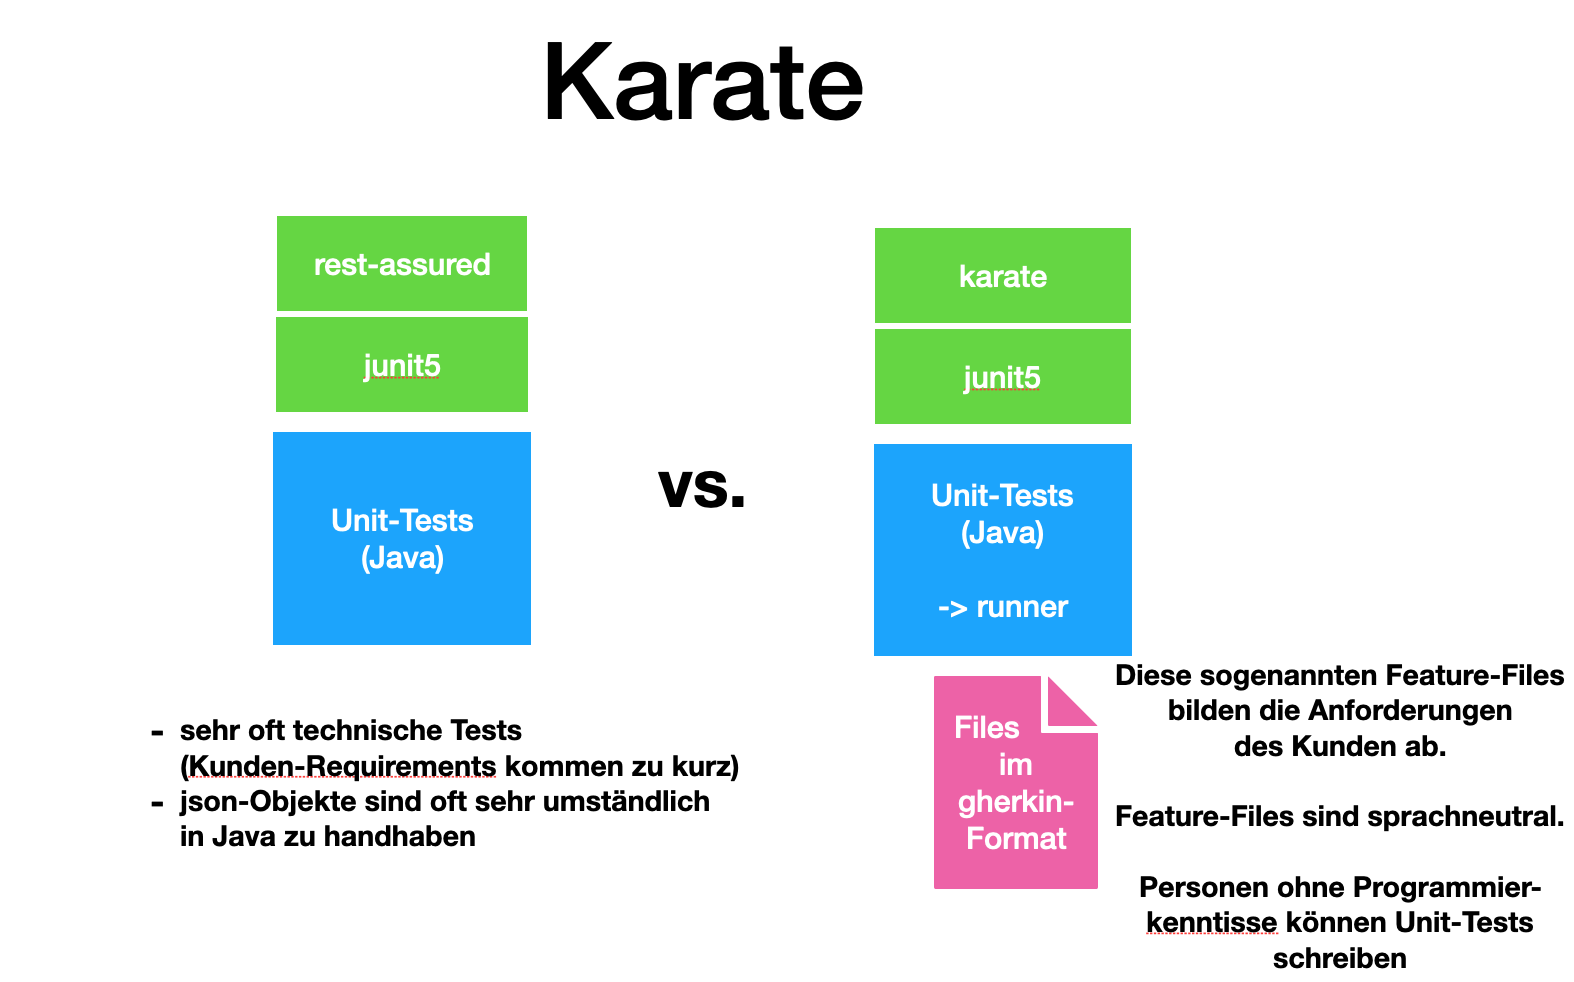 Karate
rest-assured
junit5
Unit-Tests
(Java)
- sehr oft technische Tests
(Kunden-Requirements kommen zu kurz)
- json-Objekte sind oft sehr umständlich
in Java zu handhaben
vs.
karate
junit5
Unit-Tests
(Java)
-> runner
Files
im
gherkin-
Format
Diese sogenannten Feature-Files
bilden die Anforderungen
des Kunden ab.
Feature-Files sind sprachneutral.
Personen ohne Programmier-
kenntisse können Unit-Tests
schreiben